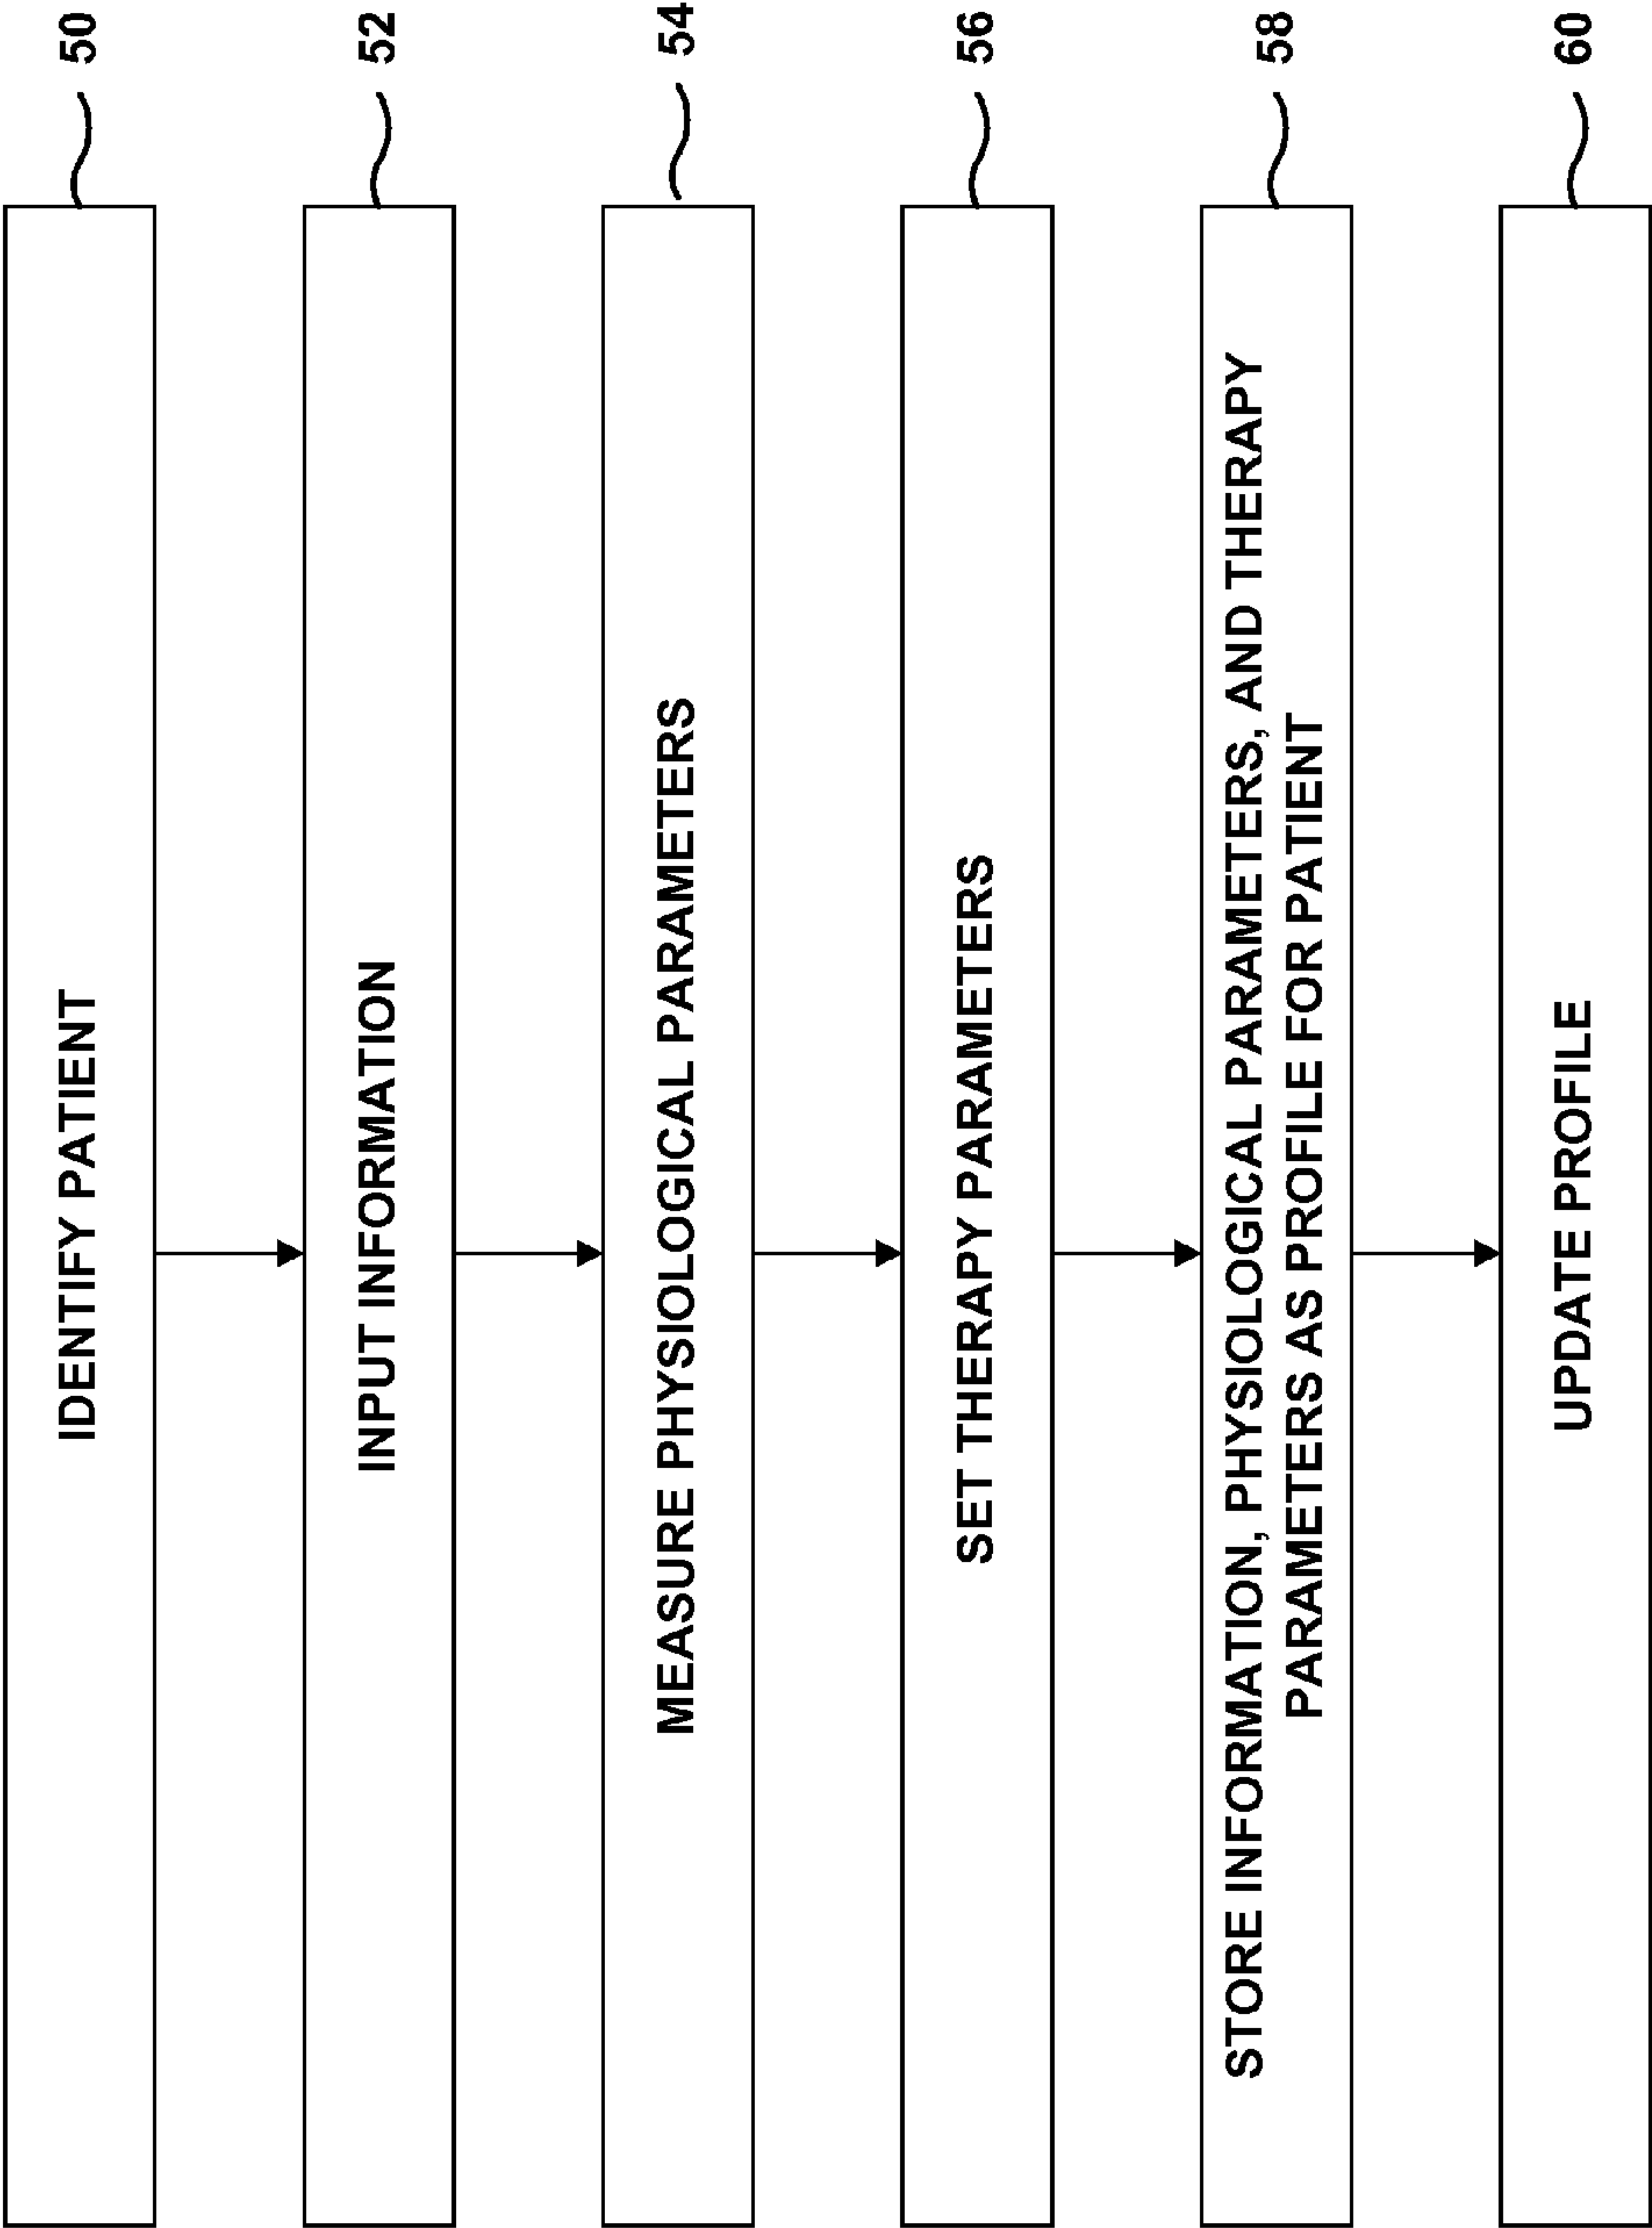 IDENTIFY PATIENT
50
INPUT INFORMATION
52
MEASURE PHYSIOLOGICAL PARAMETERS
54
SET THERAPY PARAMETERS
56
STORE INFORMATION, PHYSIOLOGICAL PARAMETERS, AND THERAPY
PARAMETERS AS PROFILE FOR PATIENT
58
UPDATE PROFILE
60